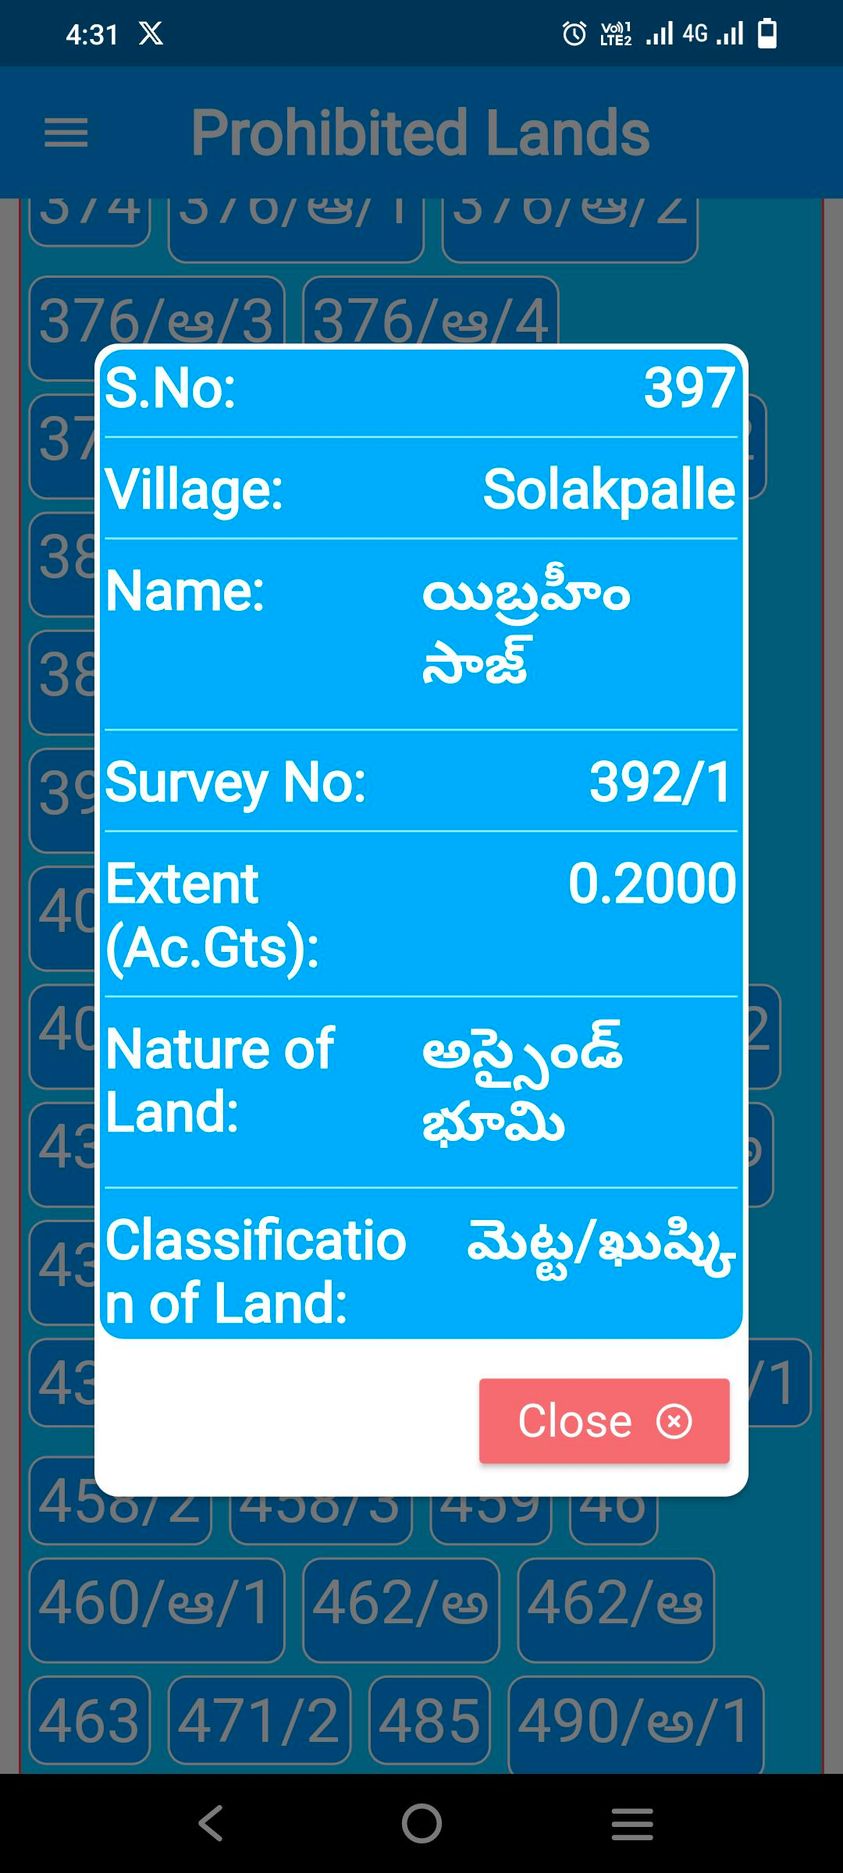 4:31 X Vo))1 LTE2 4G
Prohibited Lands
374 376/ఆ/1 376/ఆ/2
376/ఆ/3 376/ఆ/4
S.No: 397
Village: Solakpalle
Name: యిబ్రహీం
సాజ్
Survey No: 392/1
Extent 0.2000
(Ac.Gts):
Nature of అస్సైండ్
Land: భూమి
Classificatio మెట్ట/ఖుష్కి
n of Land:
Close
458/2 458/3 459 46
460/ఆ/1 462/అ 462/ఆ
463 471/2 485 490/అ/1